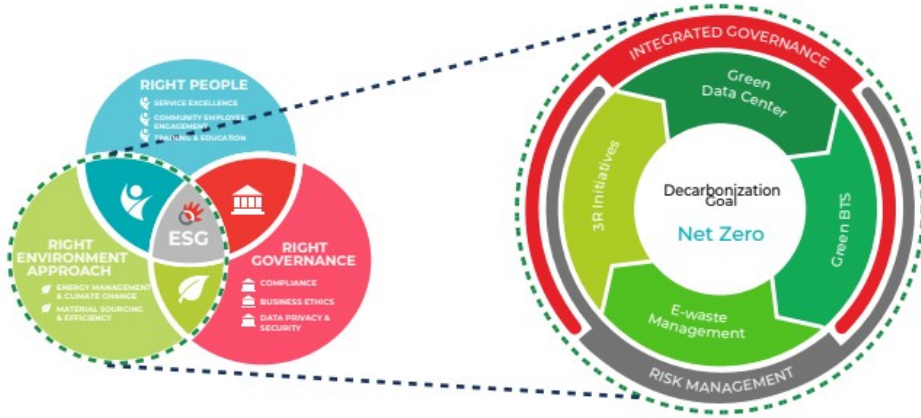 RIGHT PEOPLE
SERVICE EXCELLENCE
COMMUNITY EMPLOYEE
ENGAGEMENT
TRAINING & EDUCATION
RIGHT
ENVIRONMENT
APPROACH
ENERGY MANAGEMENT
& CLIMATE CHANGE
MATERIAL SOURCING
& EFFICIENCY
ESG
RIGHT
GOVERNANCE
COMPLIANCE
BUSINESS ETHICS
DATA PRIVACY &
SECURITY
INTEGRATED GOVERNANCE
Green
Data Center
3R Initiatives
Decarbonization
Goal
Net Zero
Green BTS
E-waste
Management
RISK MANAGEMENT